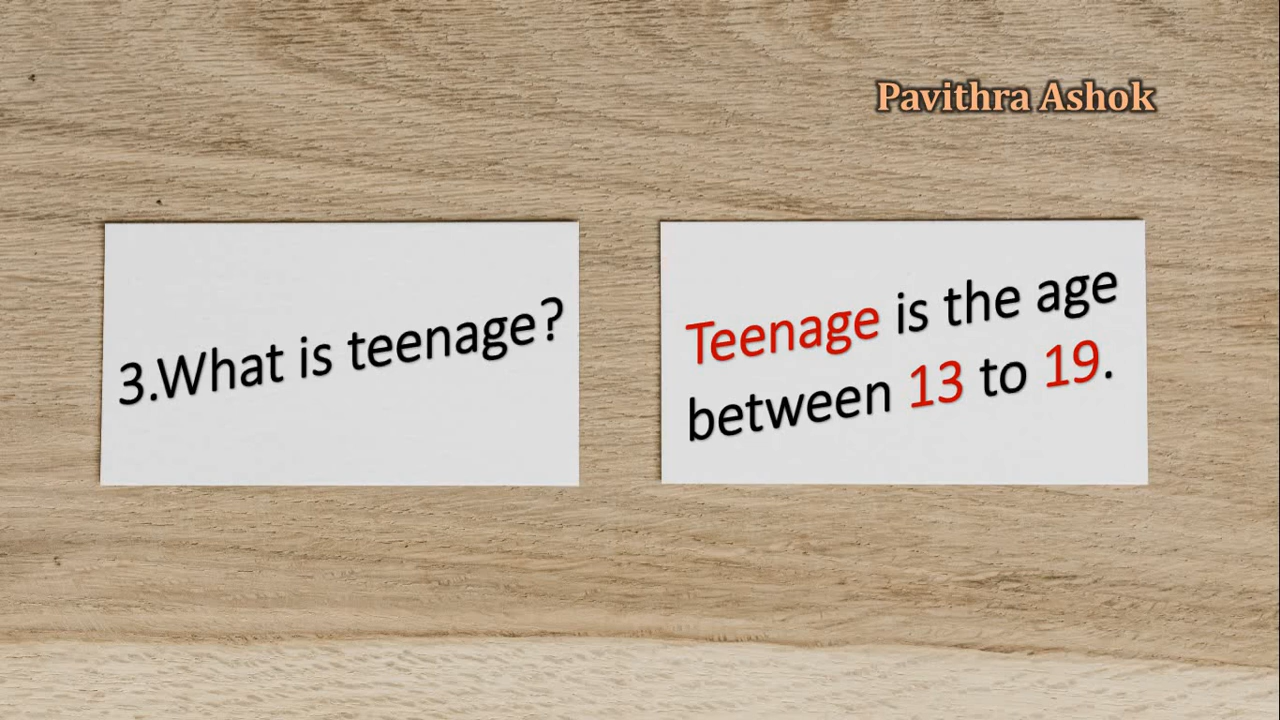 Pavithra Ashok
3.What is teenage?
Teenage is the age
between 13 to 19.